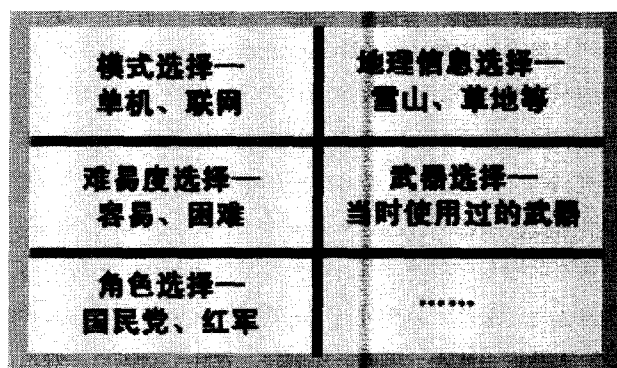 模式选择—
单机、联网
地理信息选择—
雪山、草地等
难易度选择—
容易、困难
武器选择—
当时使用过的武器
角色选择—
国民党、红军
……